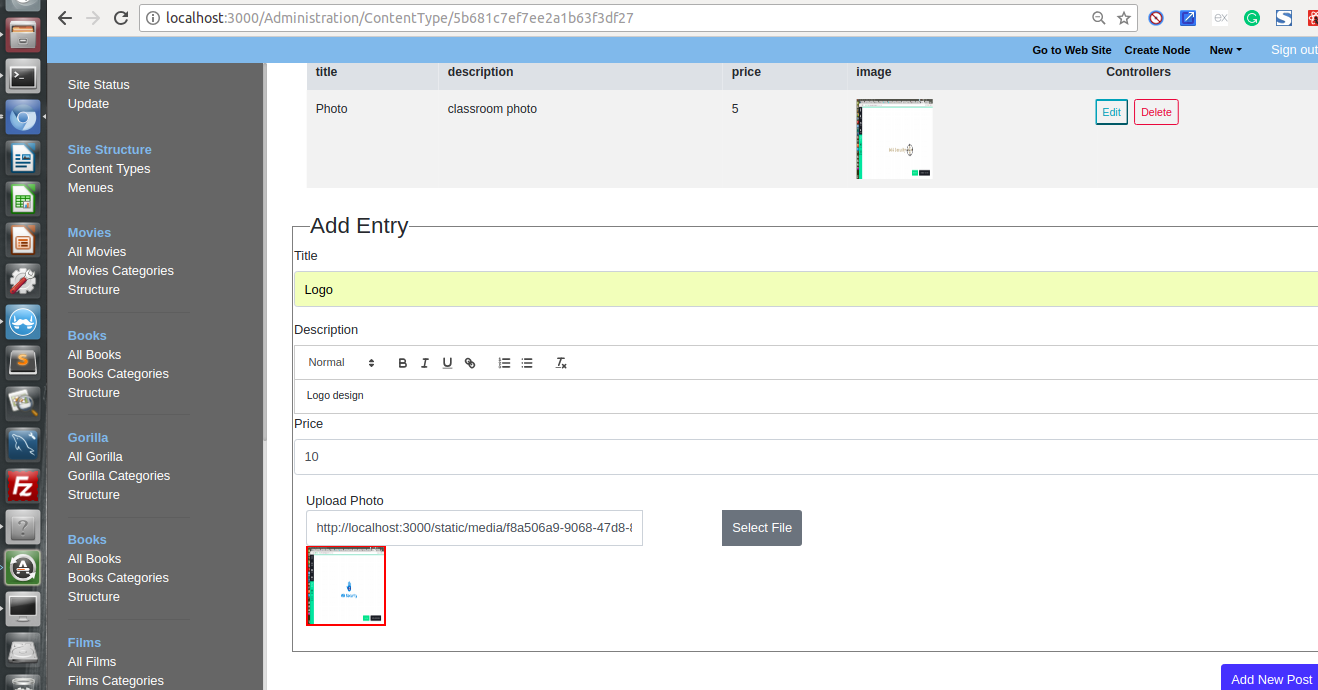 localhost:3000/Administration/ContentType/5b681c7ef7ee2a1b63f3df27
Go to Web Site Create Node New Sign out
Site Status
Update
Site Structure
Content Types
Menues
Movies
All Movies
Movies Categories
Structure
Books
All Books
Books Categories
Structure
Gorilla
All Gorilla
Gorilla Categories
Structure
Books
All Books
Books Categories
Structure
Films
All Films
Films Categories
title description price image Controllers
Photo classroom photo 5 Edit Delete
Add Entry
Title
Logo
Description
Normal B I U
Logo design
Price
10
Upload Photo
http://localhost:3000/static/media/f8a506a9-9068-47d8-8
Select File
Add New Post